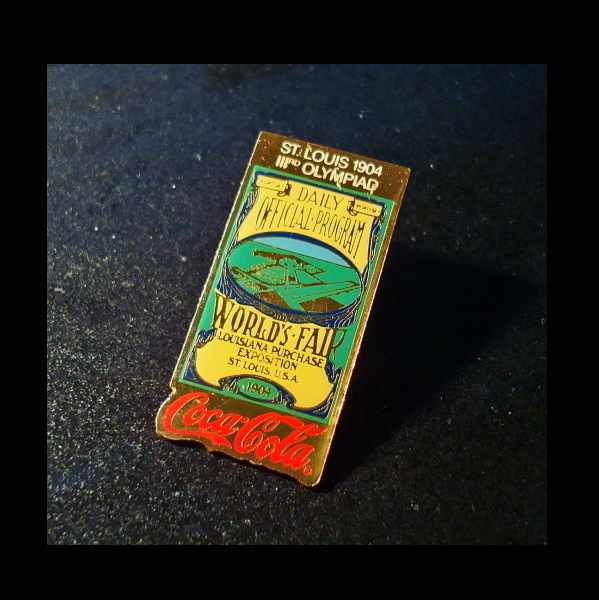 ST. LOUIS 1904
IIIRD OLYMPIAD
DAILY
OFFICIAL·PROGRAM
WORLD'S·FAIR
LOUISIANA PURCHASE
EXPOSITION
ST. LOUIS, U.S.A.
1904
Coca-Cola